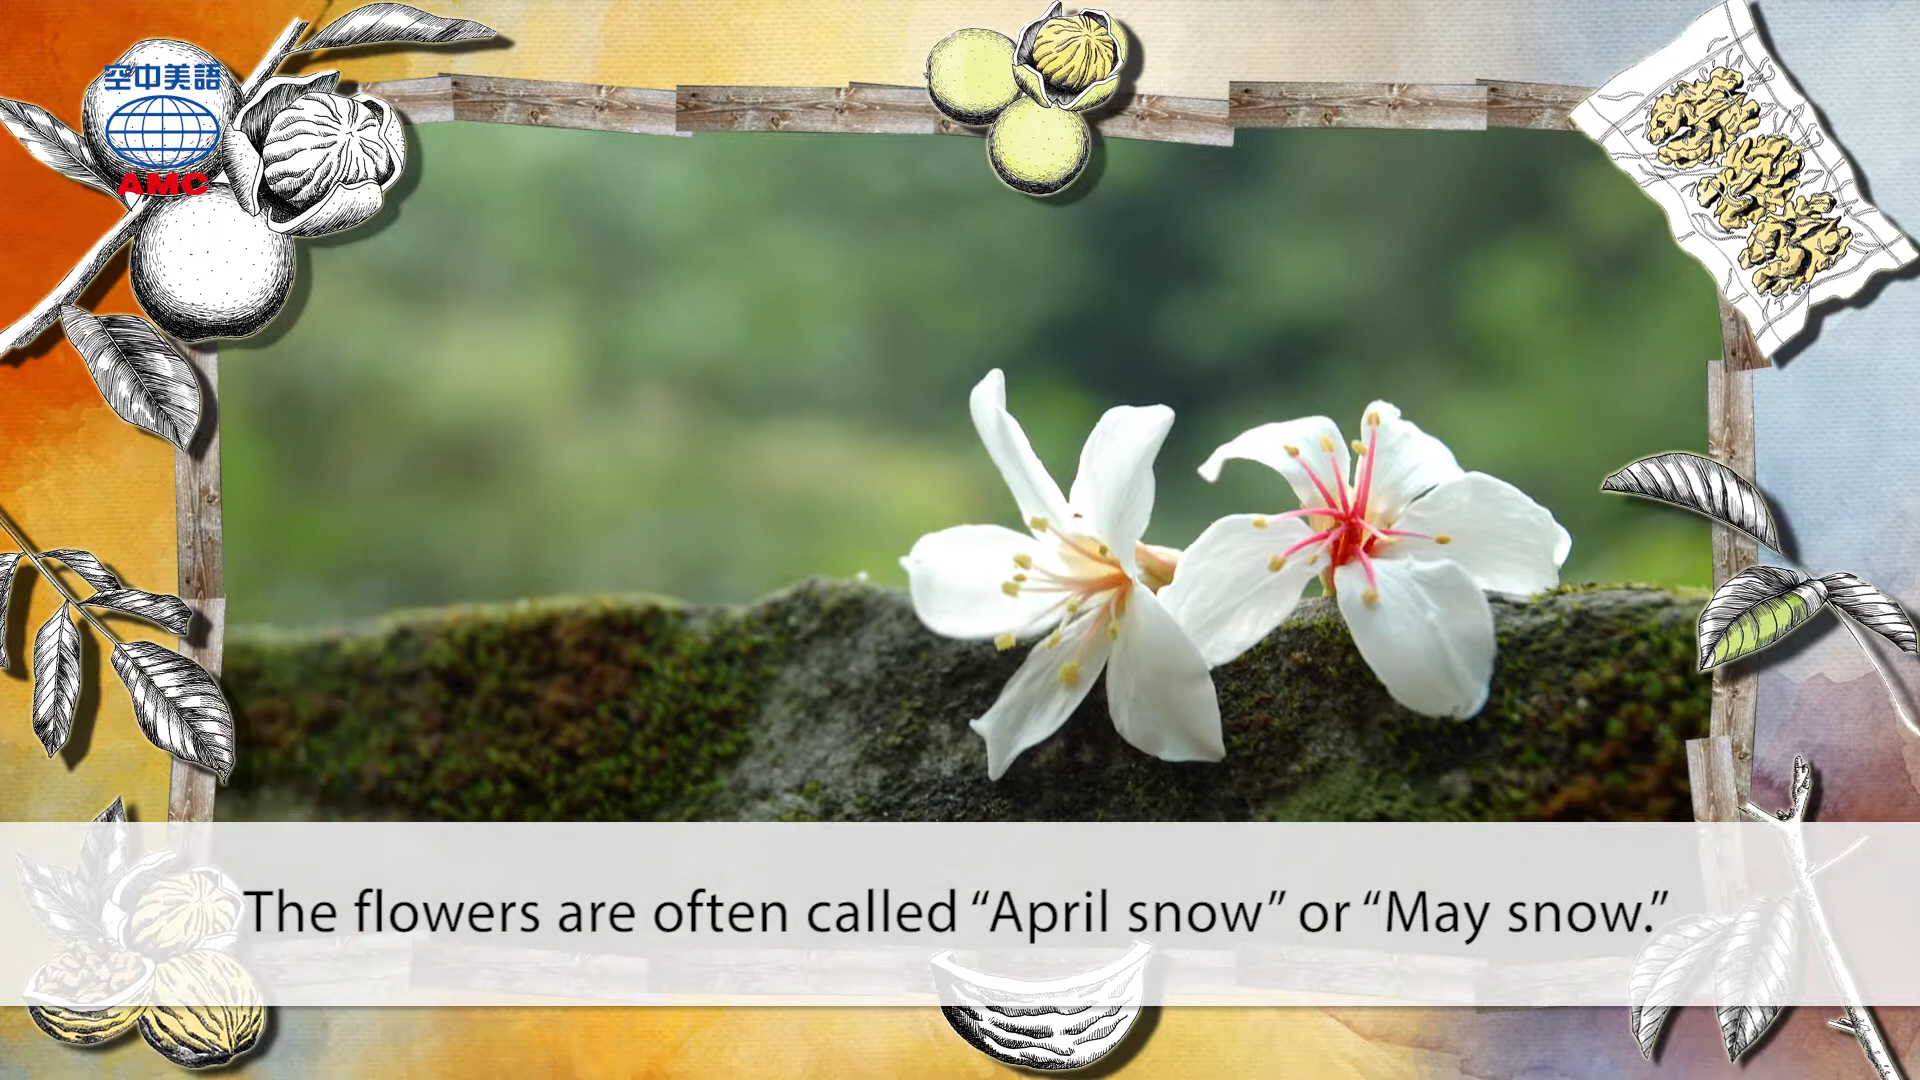 空中美語
AMC
The flowers are often called “April snow” or “May snow.”